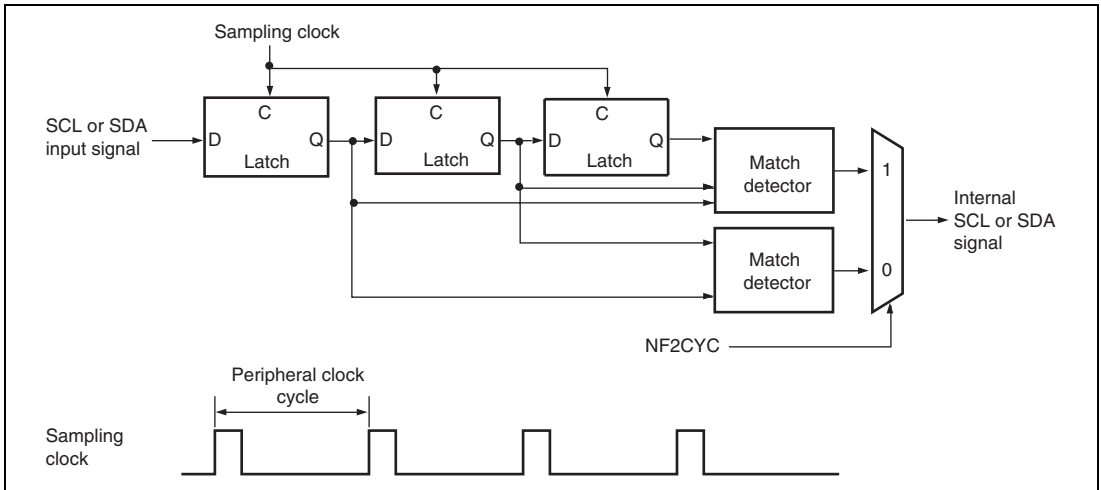 Sampling clock
C
C
C
SCL or SDA
input signal
D
Q
D
Q
D
Q
Latch
Latch
Latch
Match
detector
1
Internal
SCL or SDA
signal
Match
detector
0
NF2CYC
Peripheral clock
cycle
Sampling
clock